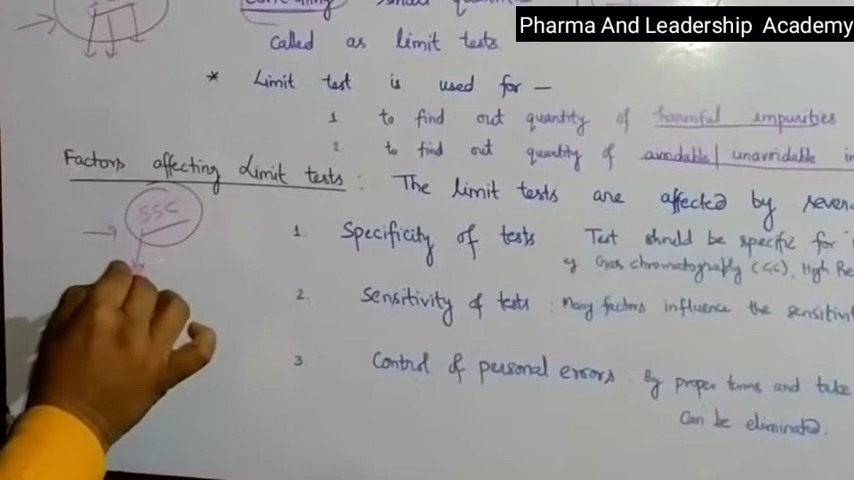 Pharma And Leadership Academy
called as limit tests.
* Limit test is used for —
1 to find out quantity of harmful impurities
2 to find out quantity of avoidable/unavoidable
Factors affecting Limit tests : The limit tests are affected by
SSC
1. Specificity of tests Test should be specific for
eg Gas chromatography (GC), High
2. Sensitivity of tests : Many factors influence the
3 Control of personal errors : By proper terms and take
can be eliminated.